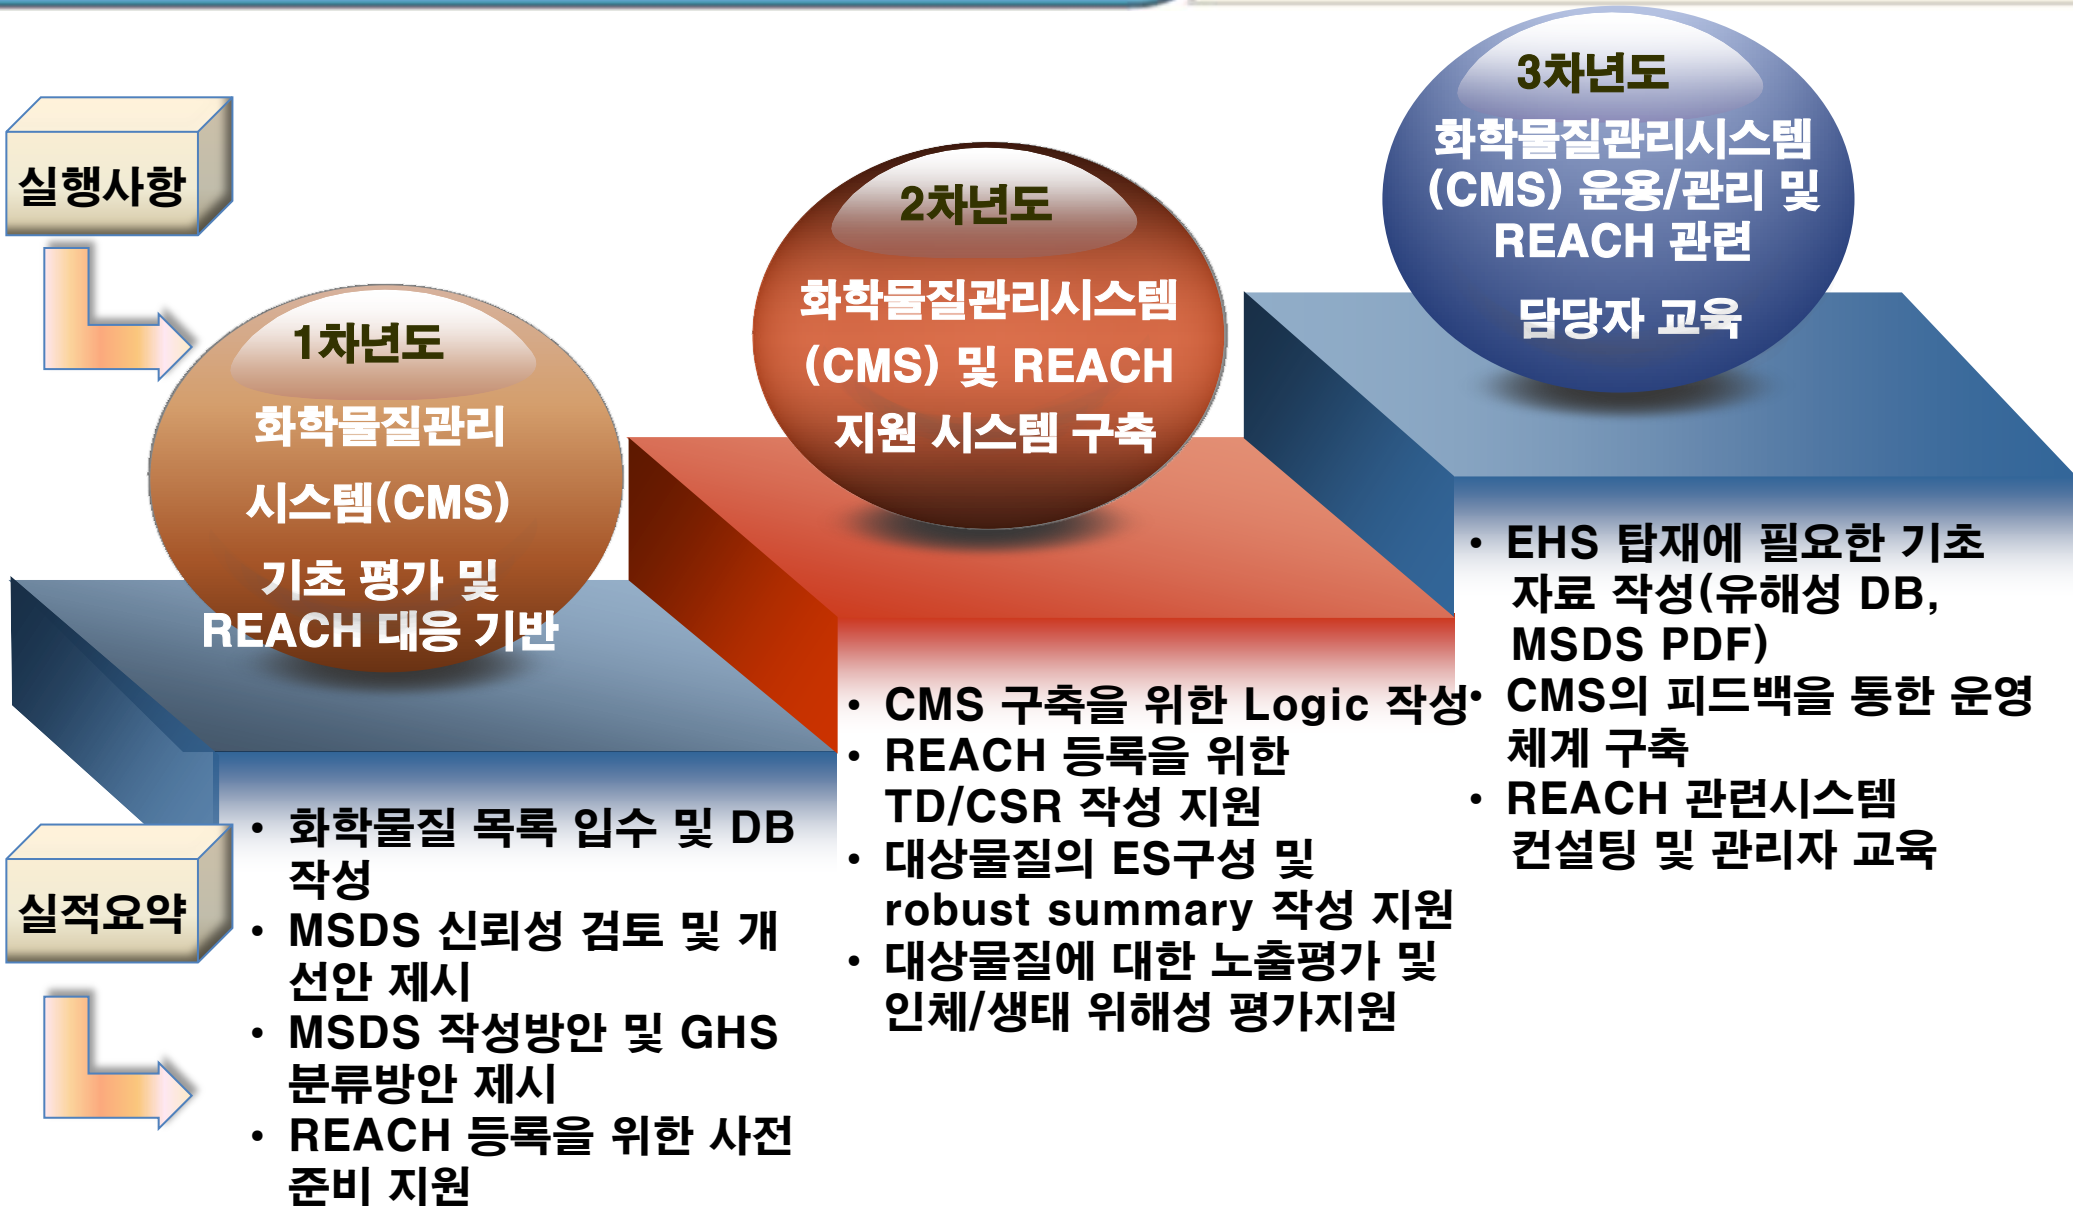 실행사항
1차년도
화학물질관리
시스템(CMS)
기초 평가 및
REACH 대응 기반
2차년도
화학물질관리시스템
(CMS) 및 REACH
지원 시스템 구축
3차년도
화학물질관리시스템
(CMS) 운용/관리 및
REACH 관련
담당자 교육
실적요약
• 화학물질 목록 입수 및 DB
작성
• MSDS 신뢰성 검토 및 개
선안 제시
• MSDS 작성방안 및 GHS
분류방안 제시
• REACH 등록을 위한 사전
준비 지원
• CMS 구축을 위한 Logic 작성
• REACH 등록을 위한
TD/CSR 작성 지원
• 대상물질의 ES구성 및
robust summary 작성 지원
• 대상물질에 대한 노출평가 및
인체/생태 위해성 평가지원
• EHS 탑재에 필요한 기초
자료 작성(유해성 DB,
MSDS PDF)
• CMS의 피드백을 통한 운영
체계 구축
• REACH 관련시스템
컨설팅 및 관리자 교육